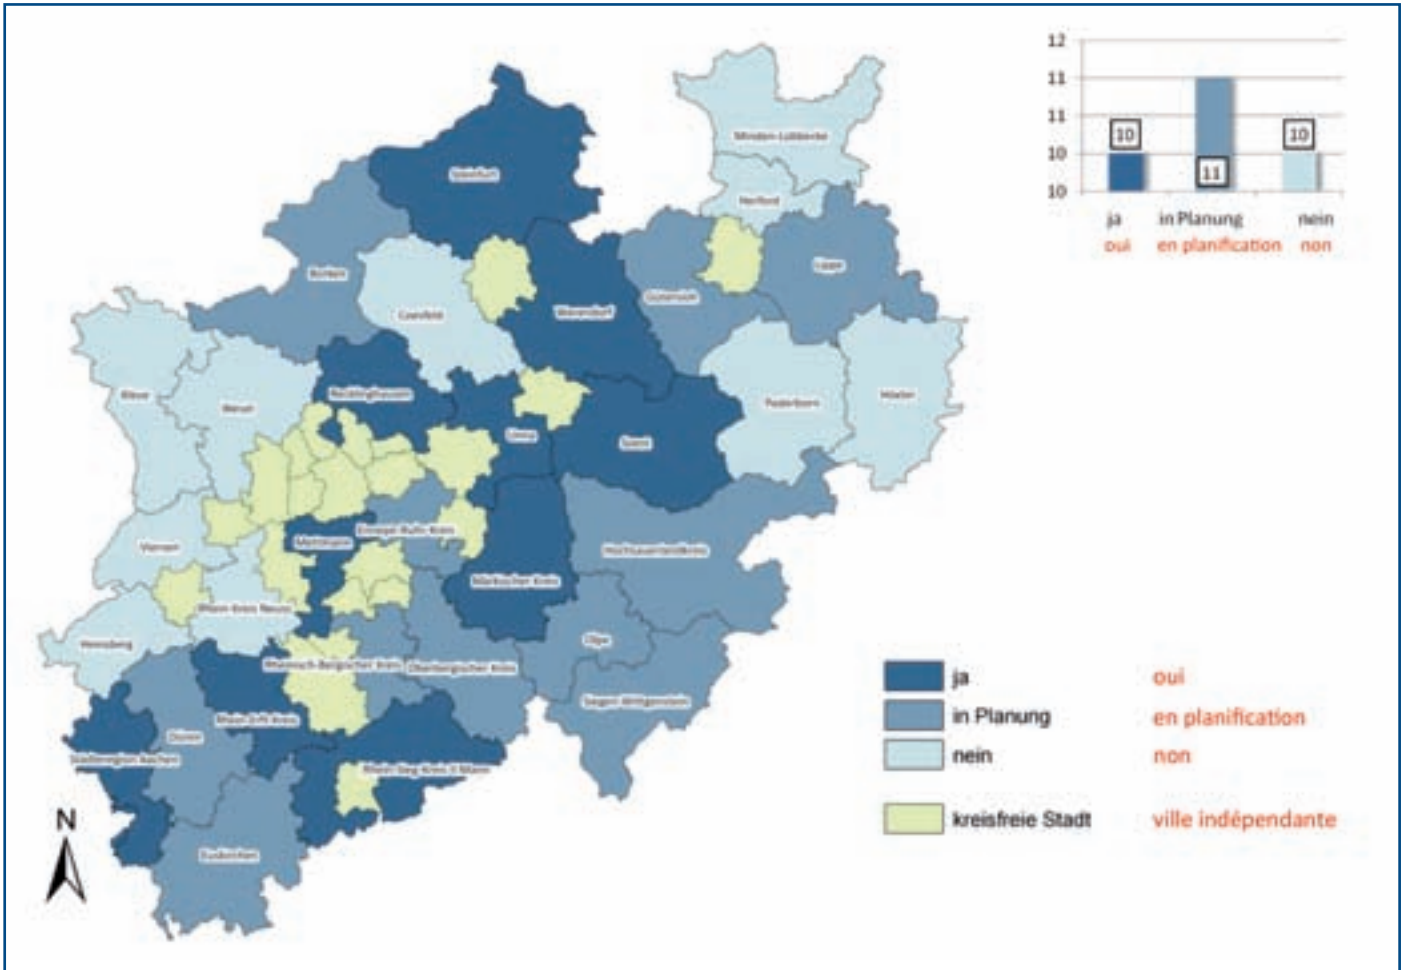 12
11
11
10
10
10
11
10
ja
in Planung
nein
oui
en planification
non
Minden-Lübbecke
Steinfurt
Herford
Borken
Lippe
Gütersloh
Coesfeld
Warendorf
Kleve
Wesel
Recklinghausen
Paderborn
Höxter
Unna
Soest
Viersen
Mettmann
Ennepe-Ruhr-Kreis
Hochsauerlandkreis
Märkischer Kreis
Rhein-Kreis Neuss
Heinsberg
Olpe
Rheinisch-Bergischer Kreis
Oberbergischer Kreis
Siegen-Wittgenstein
Rhein-Erft-Kreis
Düren
Städteregion Aachen
Rhein-Sieg-Kreis
Euskirchen
N
ja oui
in Planung en planification
nein non
kreisfreie Stadt ville indépendante